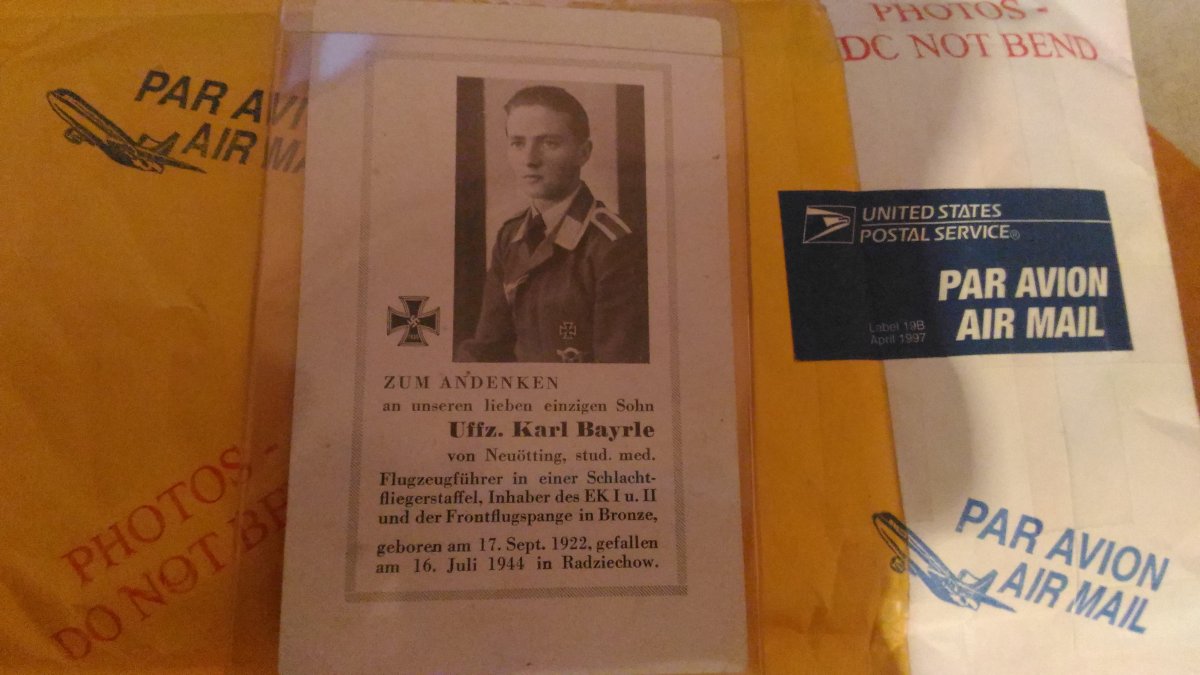 PAR AVI
AIR MA
PHOTOS -
DO NOT BE
ZUM ANDENKEN
an unseren lieben einzigen Sohn
Uffz. Karl Bayrle
von Neuötting, stud. med.
Flugzeugführer in einer Schlacht-
fliegerstaffel, Inhaber des EK I u. II
und der Frontflugspange in Bronze,
geboren am 17. Sept. 1922, gefallen
am 16. Juli 1944 in Radziechow.
PHOTOS -
DO NOT BEND
UNITED STATES
POSTAL SERVICE®
PAR AVION
AIR MAIL
Label 19B
April 1997
PAR AVION
AIR MAIL